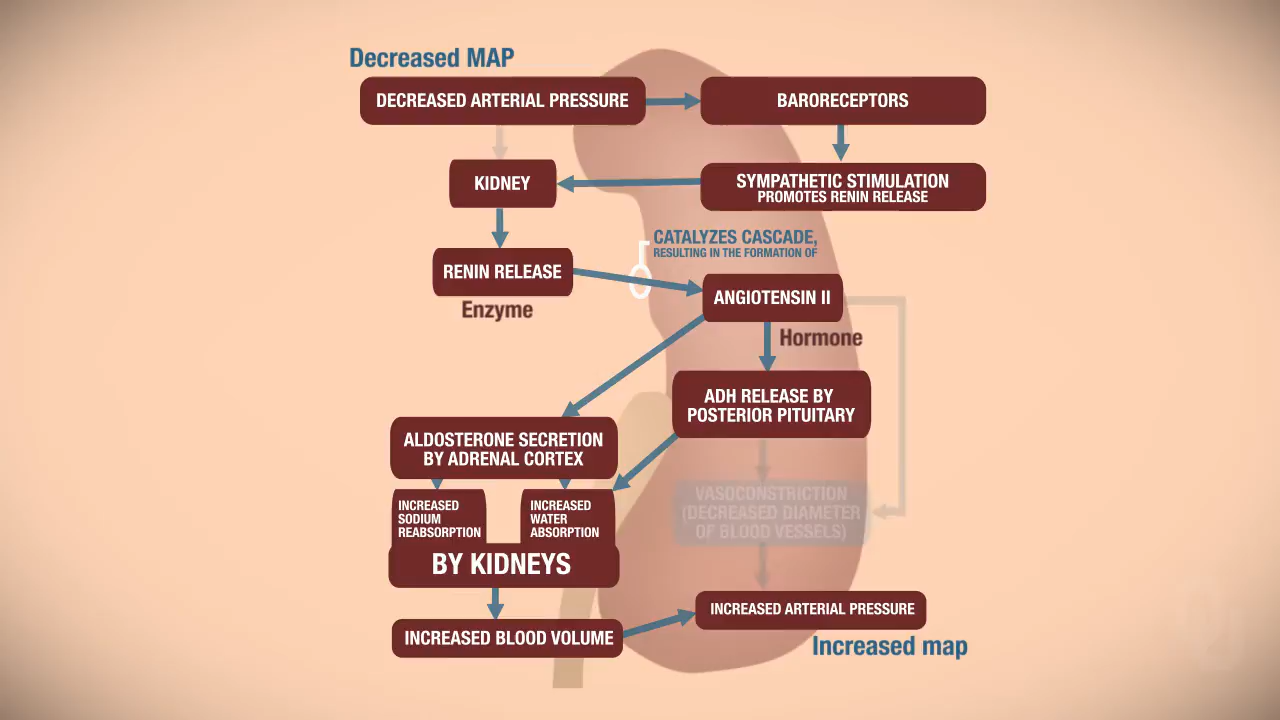 Decreased MAP
DECREASED ARTERIAL PRESSURE
BARORECEPTORS
KIDNEY
SYMPATHETIC STIMULATION
PROMOTES RENIN RELEASE
CATALYZES CASCADE,
RESULTING IN THE FORMATION OF
RENIN RELEASE
Enzyme
ANGIOTENSIN II
Hormone
ADH RELEASE BY
POSTERIOR PITUITARY
ALDOSTERONE SECRETION
BY ADRENAL CORTEX
INCREASED
SODIUM
REABSORPTION
INCREASED
WATER
ABSORPTION
VASOCONSTRICTION
(DECREASED DIAMETER
OF BLOOD VESSELS)
BY KIDNEYS
INCREASED BLOOD VOLUME
INCREASED ARTERIAL PRESSURE
Increased map